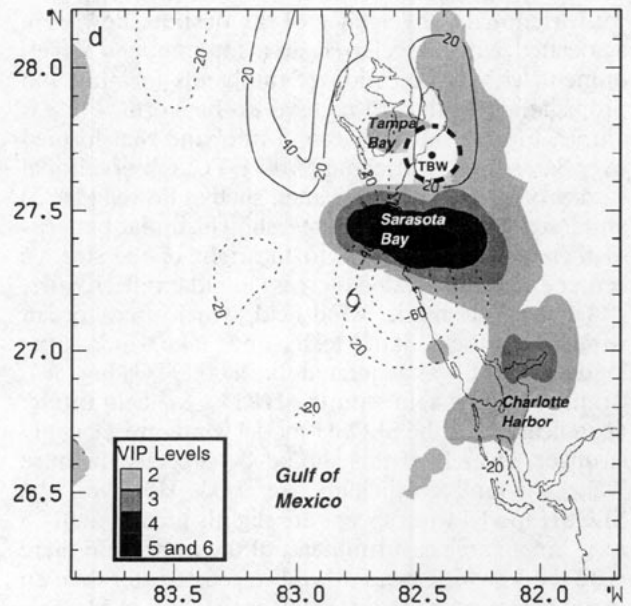 °N
d
28.0
27.5
27.0
26.5
20
20
-20
40
20
Tampa
Bay
TBW
20
Sarasota
Bay
-20
-60
-20
-20
-20
Charlotte
Harbor
Gulf of
Mexico
VIP Levels
2
3
4
5 and 6
83.5
83.0
82.5
82.0
°W